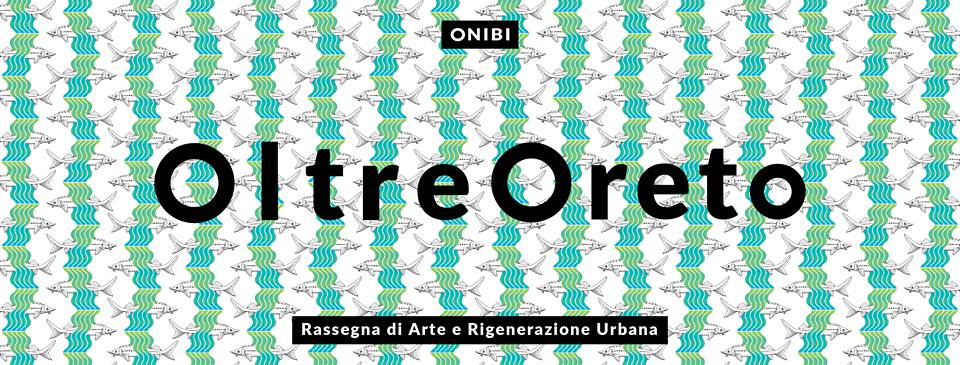 ONIBI
OltreOreto
Rassegna di Arte e Rigenerazione Urbana